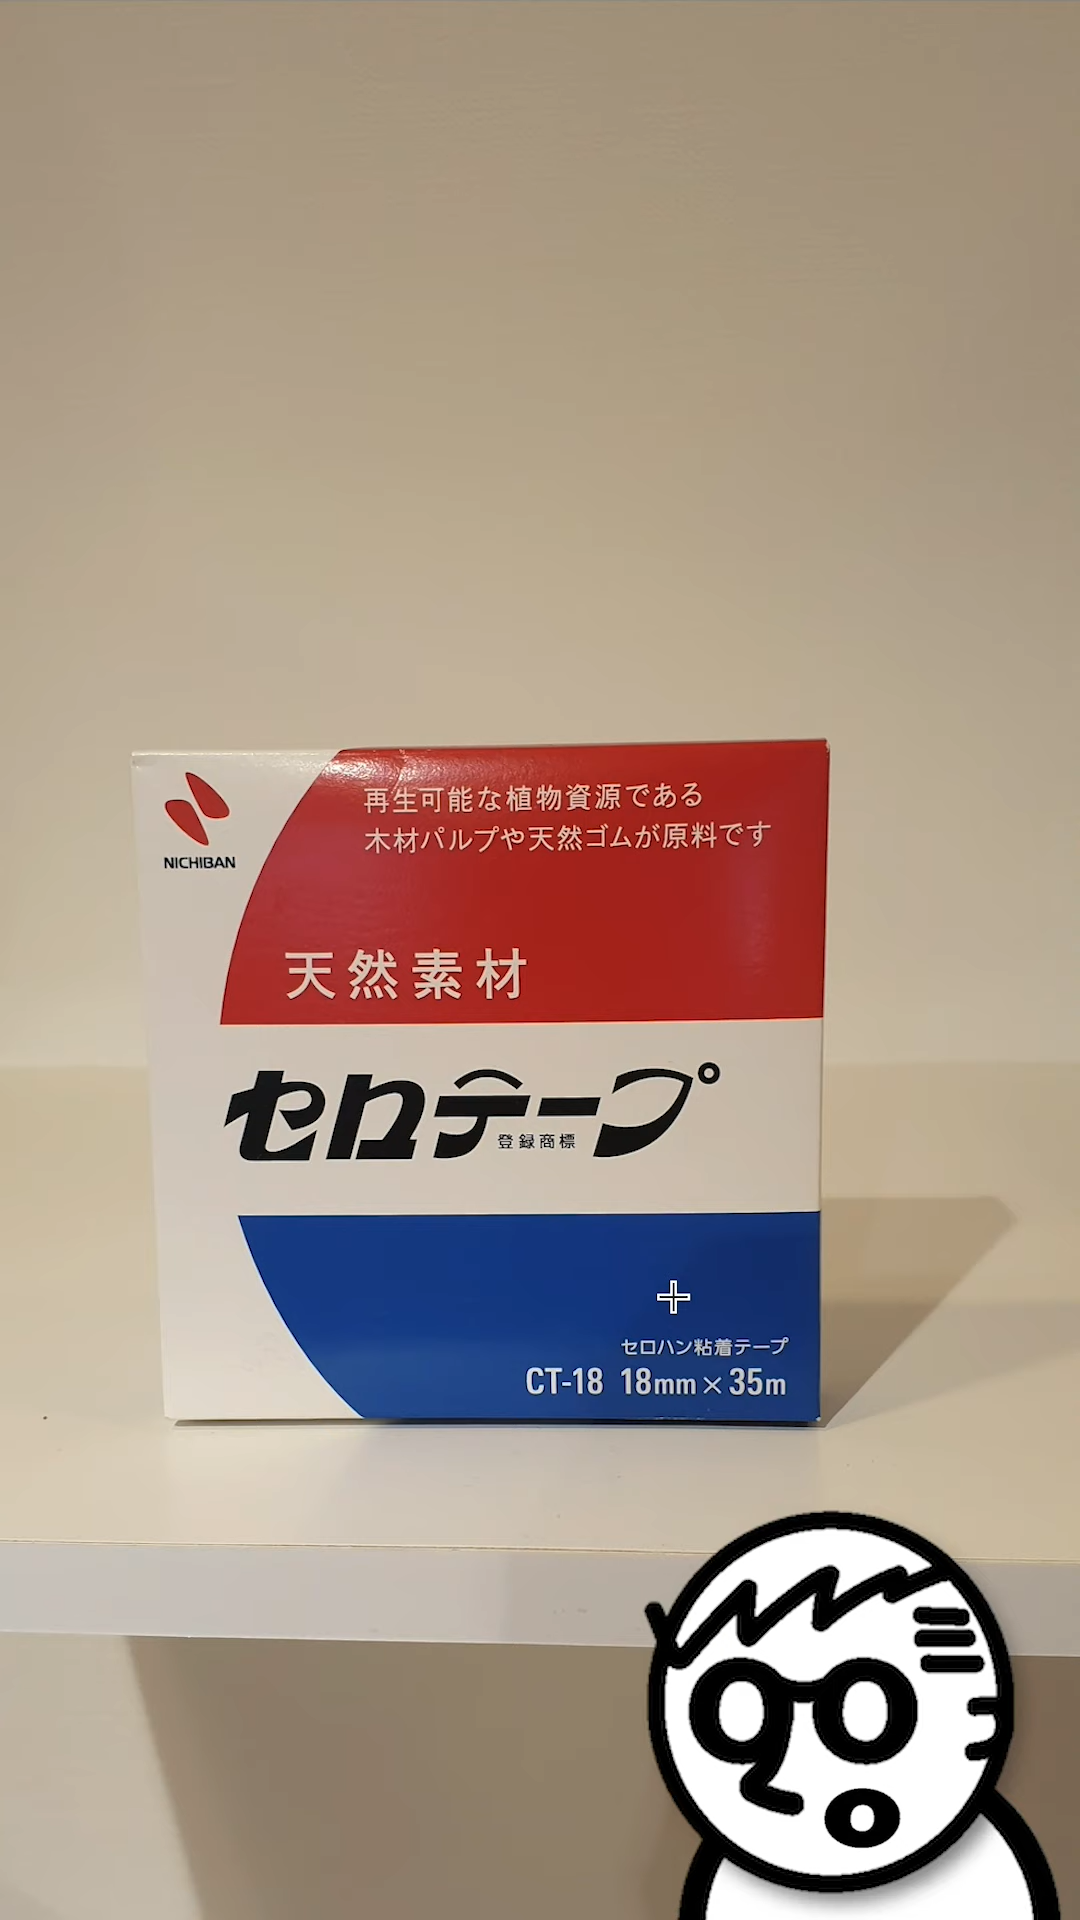 NICHIBAN
再生可能な植物資源である
木材パルプや天然ゴムが原料です
天然素材
セロテープ
登録商標
セロハン粘着テープ
CT-18 18mm×35m